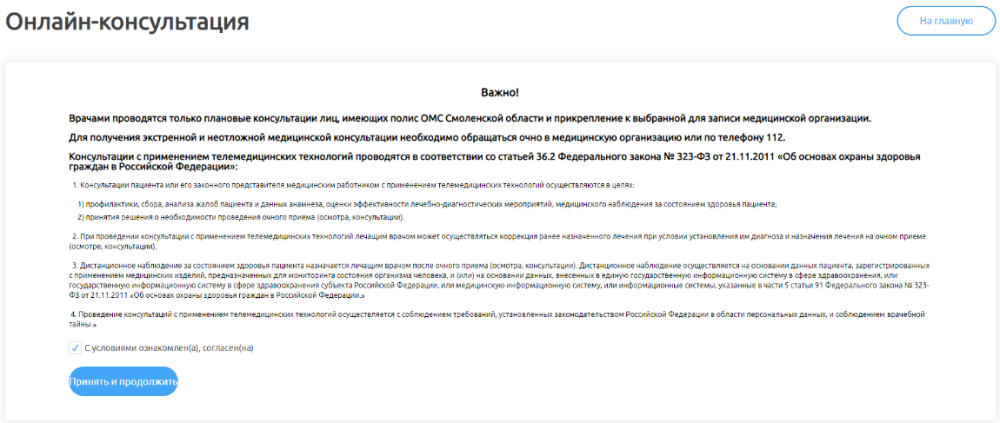 Онлайн-консультация
На главную
Важно!
Врачами проводятся только плановые консультации лиц, имеющих полис ОМС Смоленской области и прикрепление к выбранной для записи медицинской организации.
Для получения экстренной и неотложной медицинской консультации необходимо обращаться очно в медицинскую организацию или по телефону 112.
Консультации с применением телемедицинских технологий проводятся в соответствии со статьей 36.2 Федерального закона № 323-ФЗ от 21.11.2011 «Об основах охраны здоровья
граждан в Российской Федерации»:
1. Консультации пациента или его законного представителя медицинским работником с применением телемедицинских технологий осуществляются в целях:
1) профилактики, сбора, анализа жалоб пациента и данных анамнеза, оценки эффективности лечебно-диагностических мероприятий, медицинского наблюдения за состоянием здоровья пациента;
2) принятия решения о необходимости проведения очного приема (осмотра, консультации).
2. При проведении консультации с применением телемедицинских технологий лечащим врачом может осуществляться коррекция ранее назначенного лечения при условии установления им диагноза и назначения лечения на очном приеме
(осмотре, консультации).
3. Дистанционное наблюдение за состоянием здоровья пациента назначается лечащим врачом после очного приема (осмотра, консультации). Дистанционное наблюдение осуществляется на основании данных пациента, зарегистрированных
с применением медицинских изделий, предназначенных для мониторинга состояния организма человека, и (или) на основании данных, внесенных в единую государственную информационную систему в сфере здравоохранения, или
государственную информационную систему в сфере здравоохранения субъекта Российской Федерации, или медицинскую информационную систему, или информационные системы, указанные в части 5 статьи 91 Федерального закона № 323-
ФЗ от 21.11.2011 «Об основах охраны здоровья граждан в Российской Федерации.»
4. Проведение консультаций с применением телемедицинских технологий осуществляется с соблюдением требований, установленных законодательством Российской Федерации в области персональных данных, и соблюдением врачебной
тайны.»
С условиями ознакомлен(а), согласен(на)
Принять и продолжить